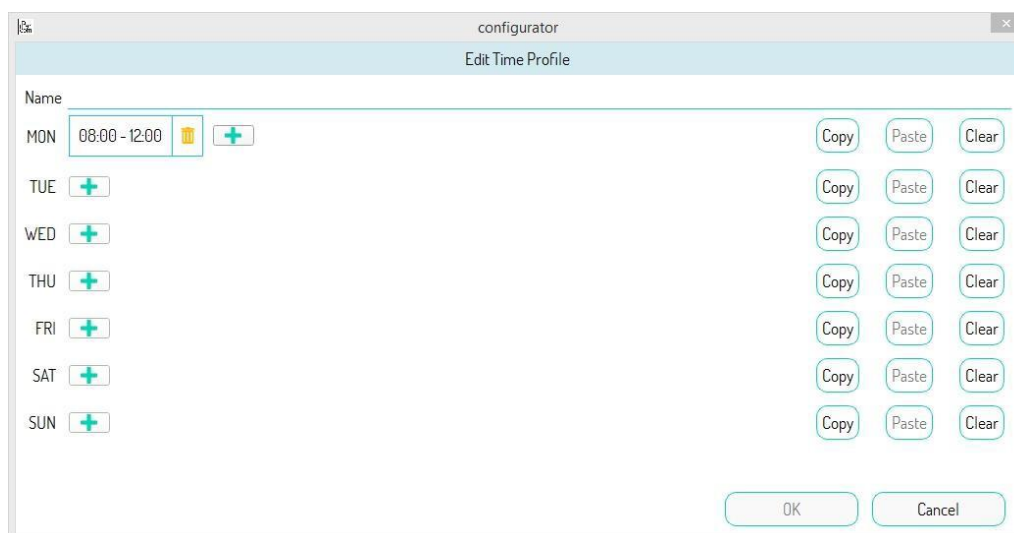 configurator
Edit Time Profile
Name
MON 08:00 - 12:00 Copy Paste Clear
TUE Copy Paste Clear
WED Copy Paste Clear
THU Copy Paste Clear
FRI Copy Paste Clear
SAT Copy Paste Clear
SUN Copy Paste Clear
OK Cancel